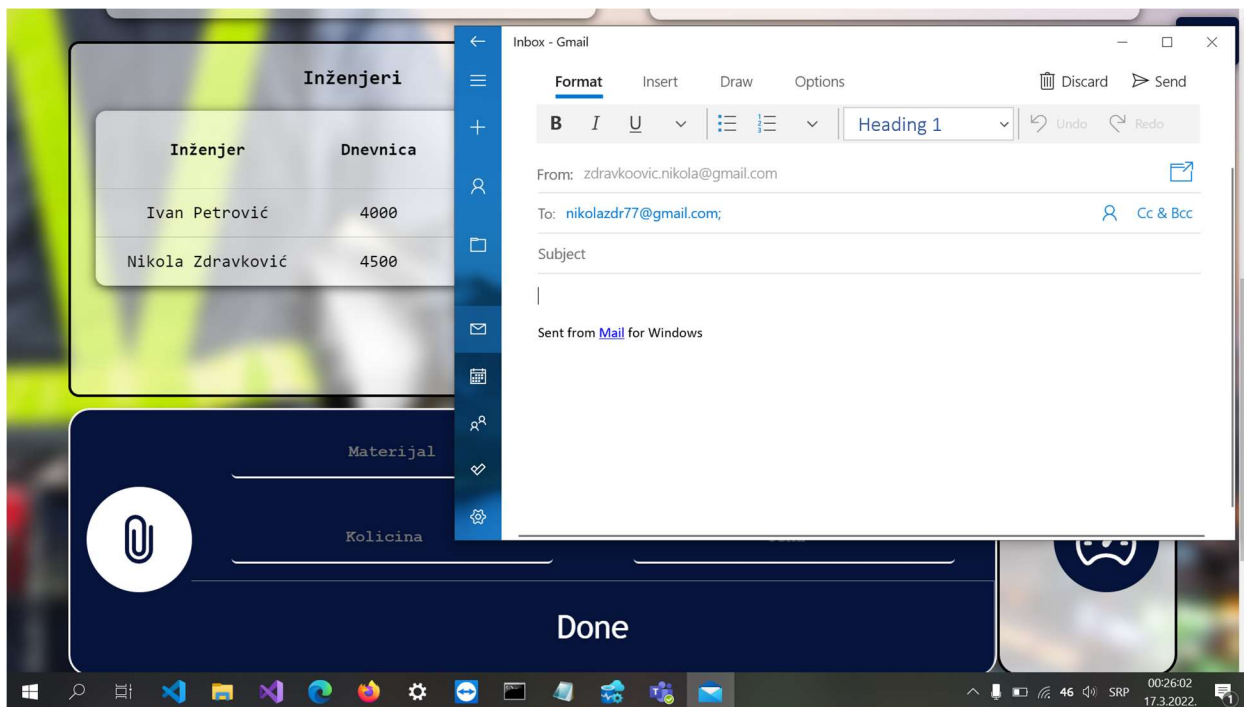 Inženjeri
Inženjer Dnevnica
Ivan Petrović 4000
Nikola Zdravković 4500
Materijal
Kolicina
Done
Inbox - Gmail
Format Insert Draw Options Discard Send
B I U Heading 1 Undo Redo
From: zdravkoovic.nikola@gmail.com
To: nikolazdr77@gmail.com; Cc & Bcc
Subject
Sent from Mail for Windows
46 SRP 00:26:02
17.3.2022. 1